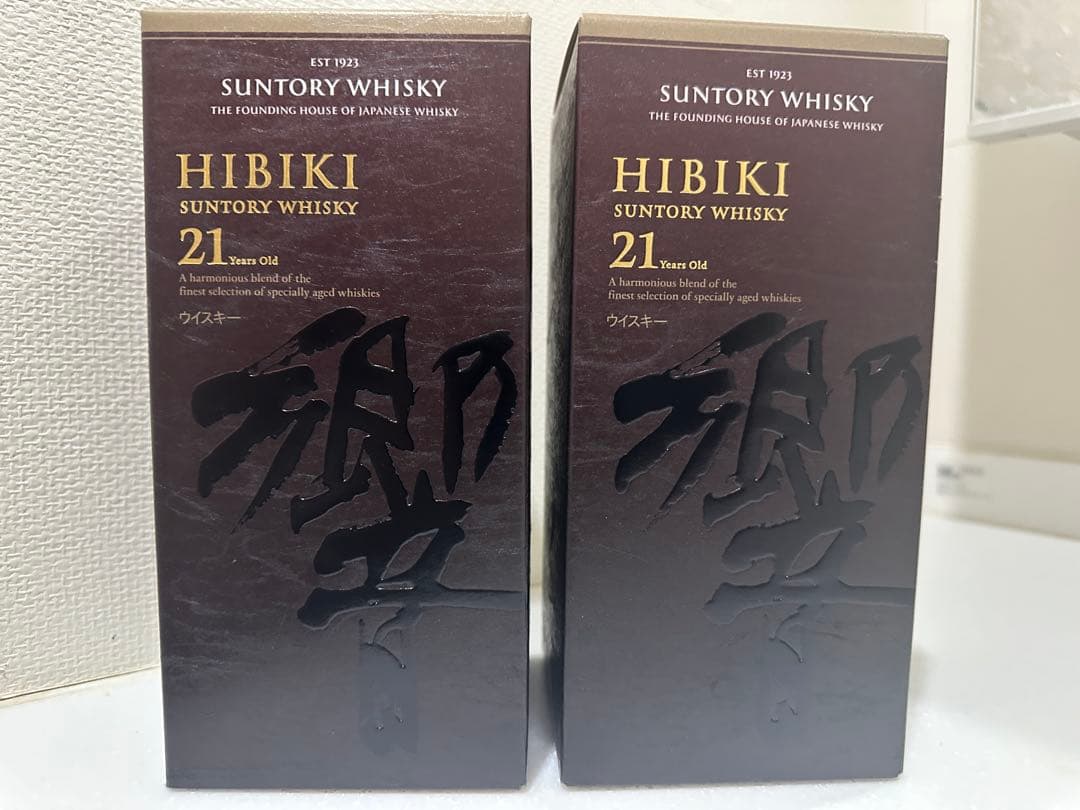 EST 1923
SUNTORY WHISKY
THE FOUNDING HOUSE OF JAPANESE WHISKY
HIBIKI
SUNTORY WHISKY
21 Years Old
A harmonious blend of the
finest selection of specially aged whiskies
ウイスキー
響
EST 1923
SUNTORY WHISKY
THE FOUNDING HOUSE OF JAPANESE WHISKY
HIBIKI
SUNTORY WHISKY
21 Years Old
A harmonious blend of the
finest selection of specially aged whiskies
ウイスキー
響